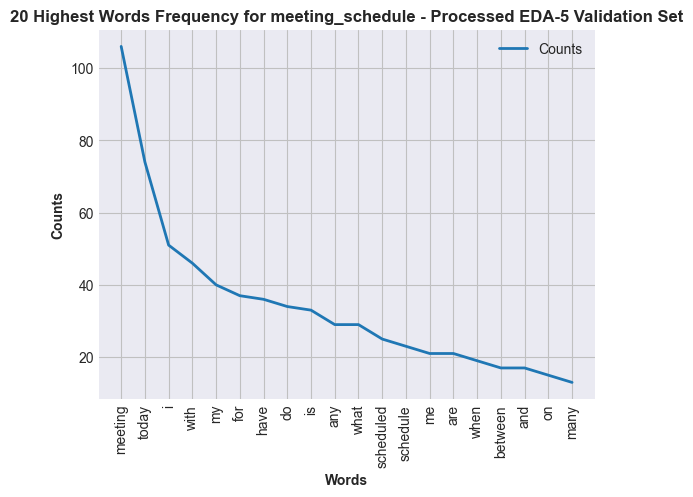 20 Highest Words Frequency for meeting_schedule - Processed EDA-5 Validation Set
Counts
100
80
60
40
20
Counts
meeting
today
i
with
my
for
have
do
is
any
what
scheduled
schedule
me
are
when
between
and
on
many
Words